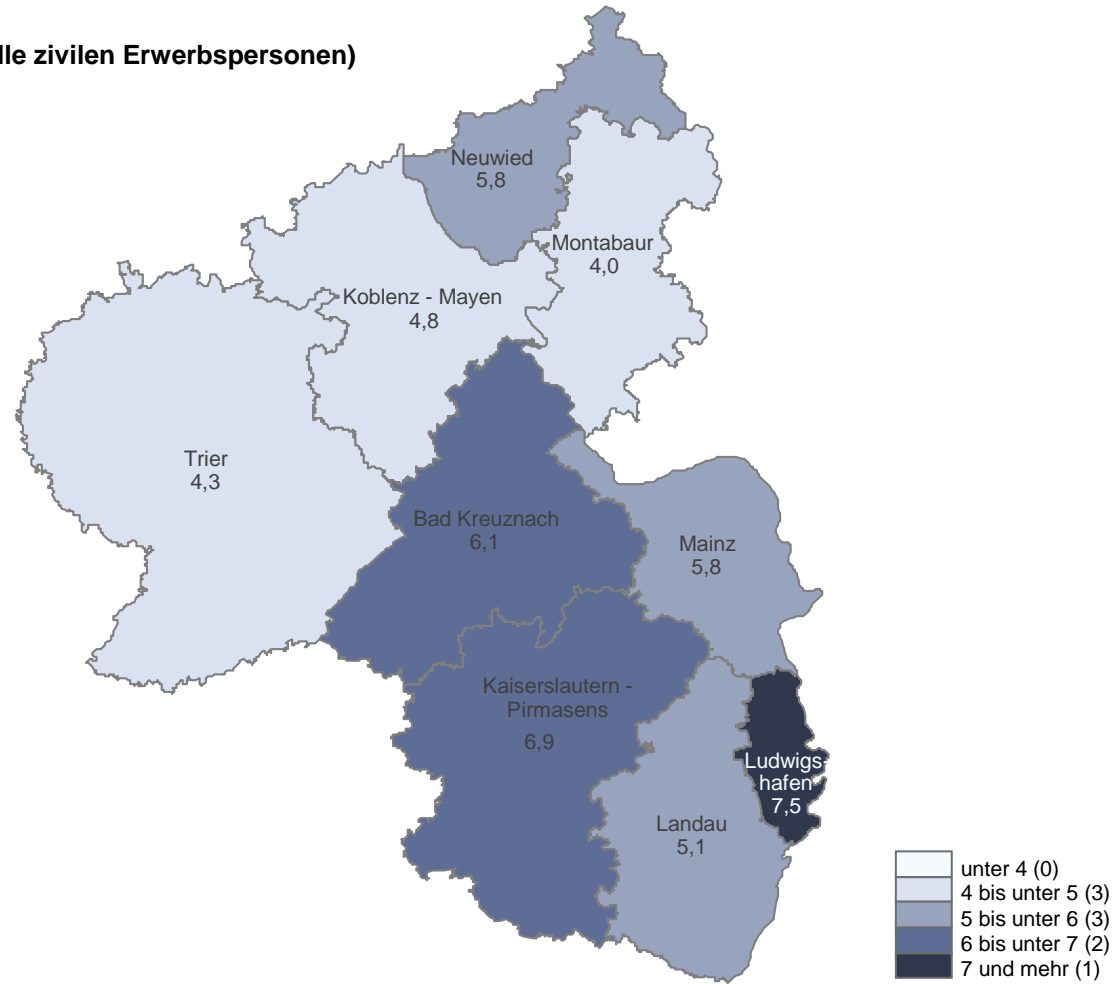 lle zivilen Erwerbspersonen)
Neuwied
5,8
Montabaur
4,0
Koblenz - Mayen
4,8
Trier
4,3
Bad Kreuznach
6,1
Mainz
5,8
Kaiserslautern -
Pirmasens
6,9
Ludwigs-
hafen
7,5
Landau
5,1
unter 4 (0)
4 bis unter 5 (3)
5 bis unter 6 (3)
6 bis unter 7 (2)
7 und mehr (1)